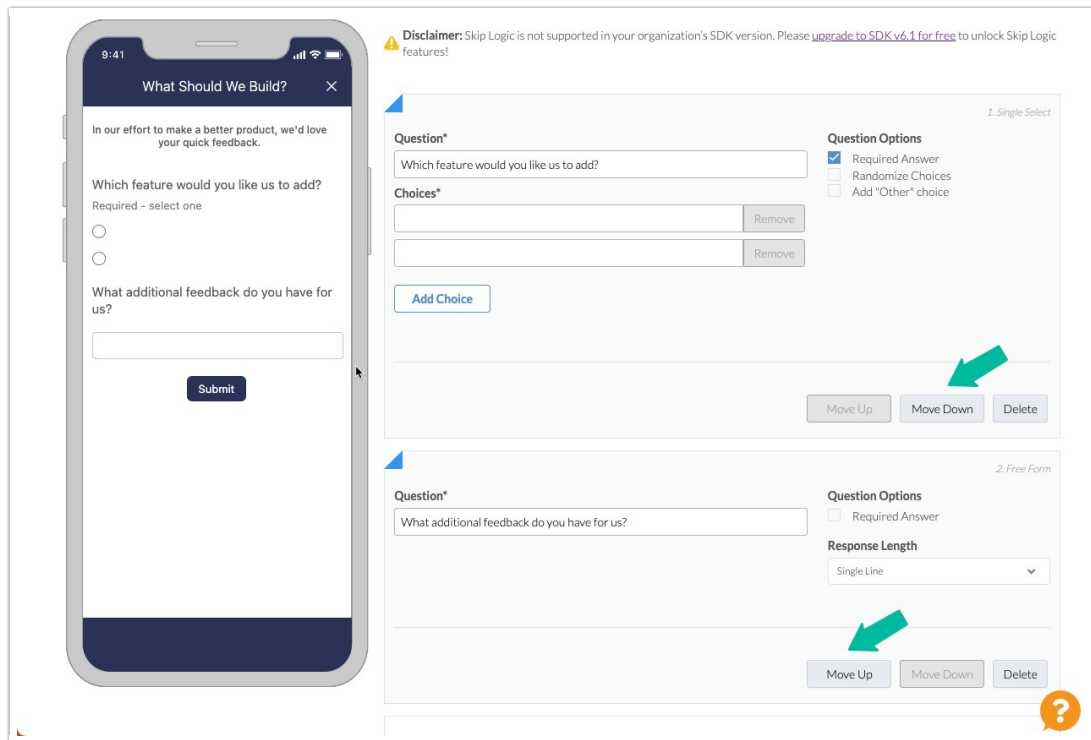 9:41
What Should We Build?
In our effort to make a better product, we'd love
your quick feedback.
Which feature would you like us to add?
Required - select one
What additional feedback do you have for
us?
Submit
Disclaimer: Skip Logic is not supported in your organization's SDK version. Please upgrade to SDK v6.1 for free to unlock Skip Logic
features!
1. Single Select
Question*
Which feature would you like us to add?
Choices*
Remove
Remove
Add Choice
Question Options
Required Answer
Randomize Choices
Add "Other" choice
Move Up Move Down Delete
2. Free Form
Question*
What additional feedback do you have for us?
Question Options
Required Answer
Response Length
Single Line
Move Up Move Down Delete
?